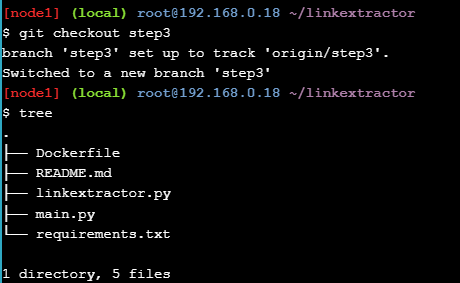 [node1] (local) root@192.168.0.18 ~/linkextractor
$ git checkout step3
branch 'step3' set up to track 'origin/step3'.
Switched to a new branch 'step3'
[node1] (local) root@192.168.0.18 ~/linkextractor
$ tree
.
├── Dockerfile
├── README.md
├── linkextractor.py
├── main.py
└── requirements.txt
1 directory, 5 files